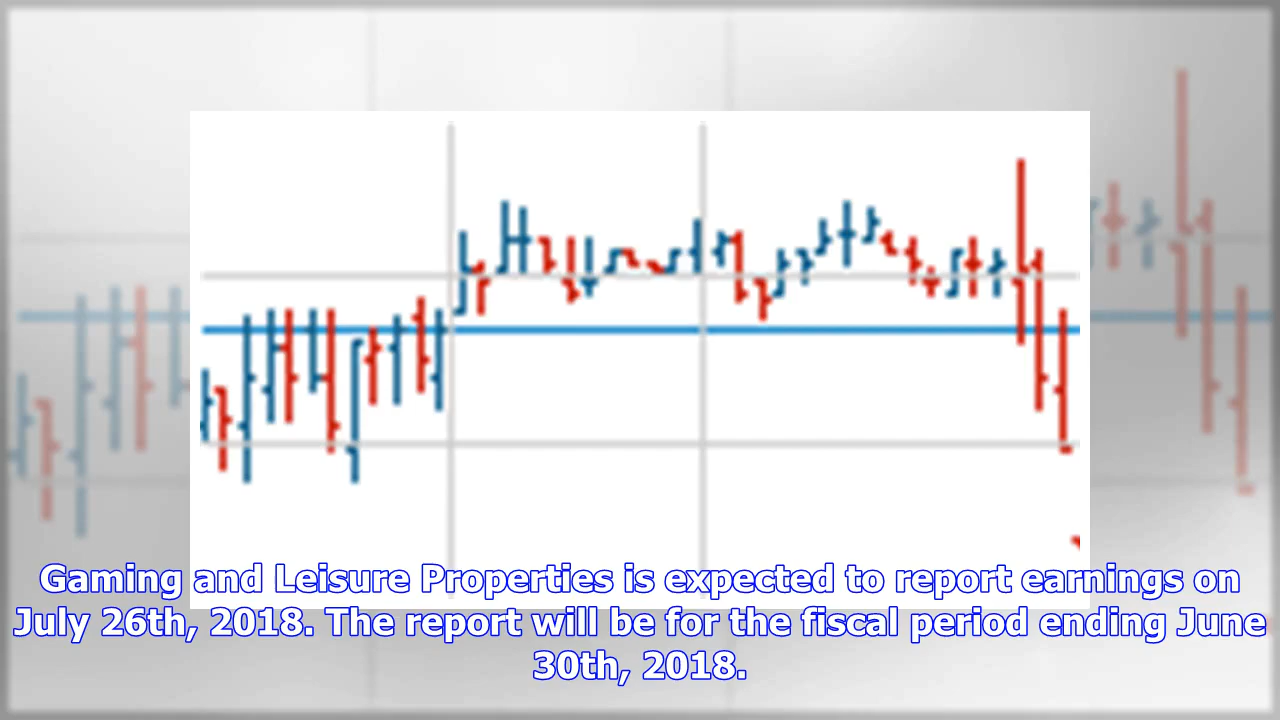 Gaming and Leisure Properties is expected to report earnings on
July 26th, 2018. The report will be for the fiscal period ending June
30th, 2018.